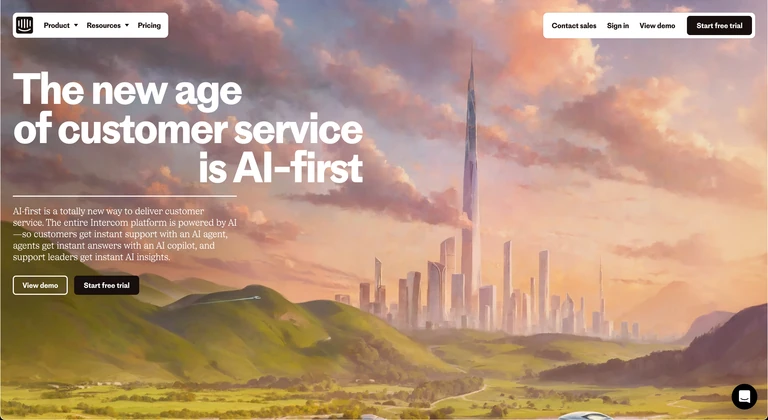 Product
Resources
Pricing
Contact sales
Sign in
View demo
Start free trial
The new age
of customer service
is AI-first
AI-first is a totally new way to deliver customer
service. The entire Intercom platform is powered by AI
—so customers get instant support with an AI agent,
agents get instant answers with an AI copilot, and
support leaders get instant AI insights.
View demo
Start free trial